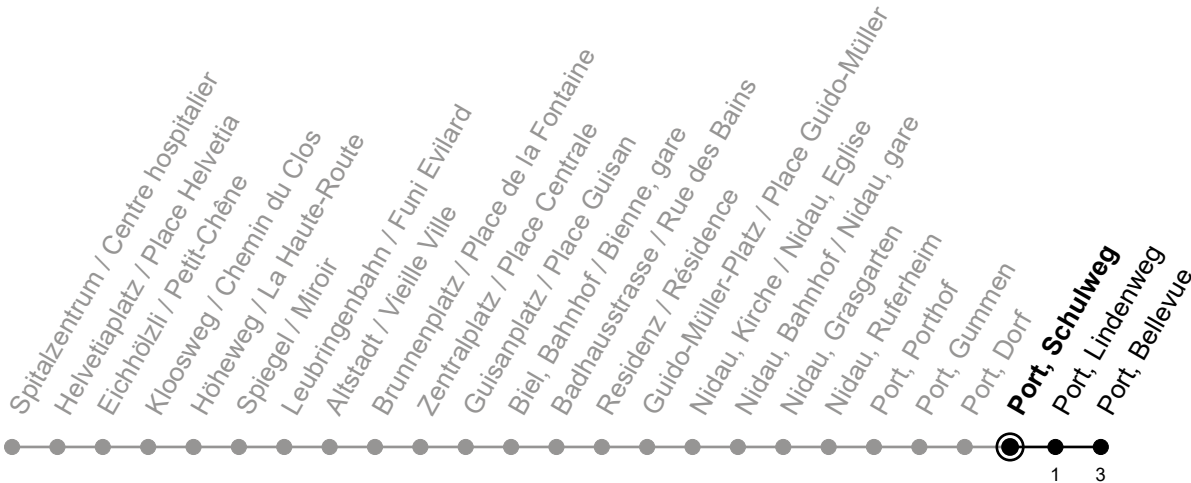 Spitalzentrum / Centre hospitalier
Helvetiaplatz / Place Helvetia
Eichhölzli / Petit-Chêne
Kloosweg / Chemin du Clos
Höheweg / La Haute-Route
Spiegel / Miroir
Leubringenbahn / Funi Evilard
Altstadt / Vieille Ville
Brunnenplatz / Place de la Fontaine
Zentralplatz / Place Centrale
Guisanplatz / Place Guisan
Biel, Bahnhof / Bienne, gare
Badhausstrasse / Rue des Bains
Residenz / Résidence
Guido-Müller-Platz / Place Guido-Müller
Nidau, Kirche / Nidau, Eglise
Nidau, Bahnhof / Nidau, gare
Nidau, Grasgarten
Nidau, Ruferheim
Port, Porthof
Port, Gummen
Port, Dorf
Port, Schulweg
Port, Lindenweg
Port, Bellevue
1 3